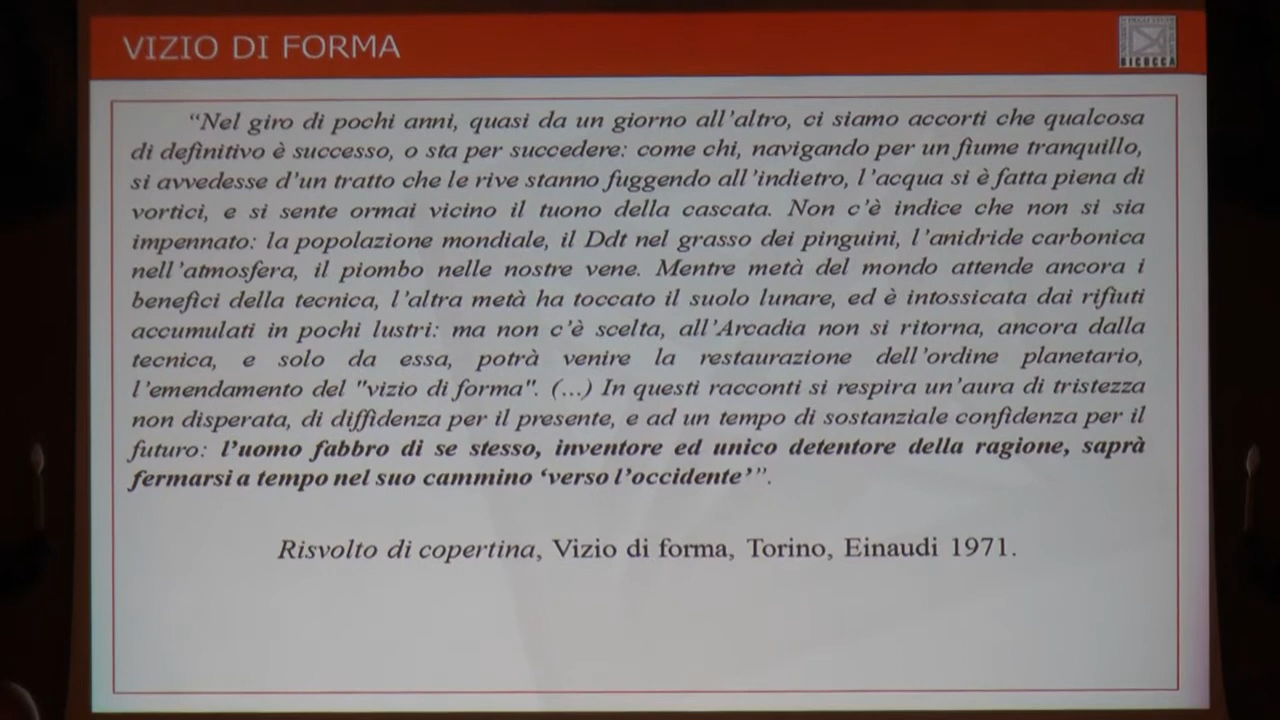 VIZIO DI FORMA
BICOCCA
“Nel giro di pochi anni, quasi da un giorno all’altro, ci siamo accorti che qualcosa
di definitivo è successo, o sta per succedere: come chi, navigando per un fiume tranquillo,
si avvedesse d’un tratto che le rive stanno fuggendo all’indietro, l’acqua si è fatta piena di
vortici, e si sente ormai vicino il tuono della cascata. Non c’è indice che non si sia
impennato: la popolazione mondiale, il Ddt nel grasso dei pinguini, l’anidride carbonica
nell’atmosfera, il piombo nelle nostre vene. Mentre metà del mondo attende ancora i
benefici della tecnica, l’altra metà ha toccato il suolo lunare, ed è intossicata dai rifiuti
accumulati in pochi lustri: ma non c’è scelta, all’Arcadia non si ritorna, ancora dalla
tecnica, e solo da essa, potrà venire la restaurazione dell’ordine planetario,
l’emendamento del "vizio di forma". (...) In questi racconti si respira un’aura di tristezza
non disperata, di diffidenza per il presente, e ad un tempo di sostanziale confidenza per il
futuro: l’uomo fabbro di se stesso, inventore ed unico detentore della ragione, saprà
fermarsi a tempo nel suo cammino ‘verso l’occidente’”.
Risvolto di copertina, Vizio di forma, Torino, Einaudi 1971.